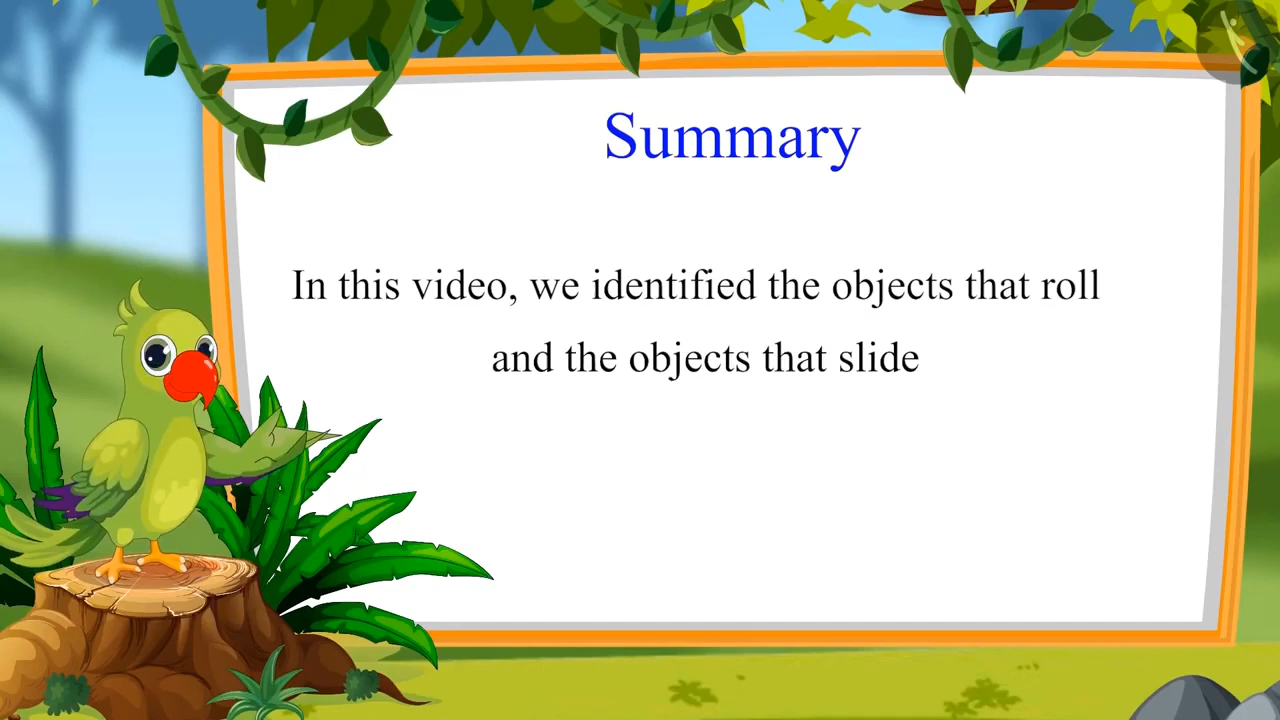 Summary
In this video, we identified the objects that roll
and the objects that slide